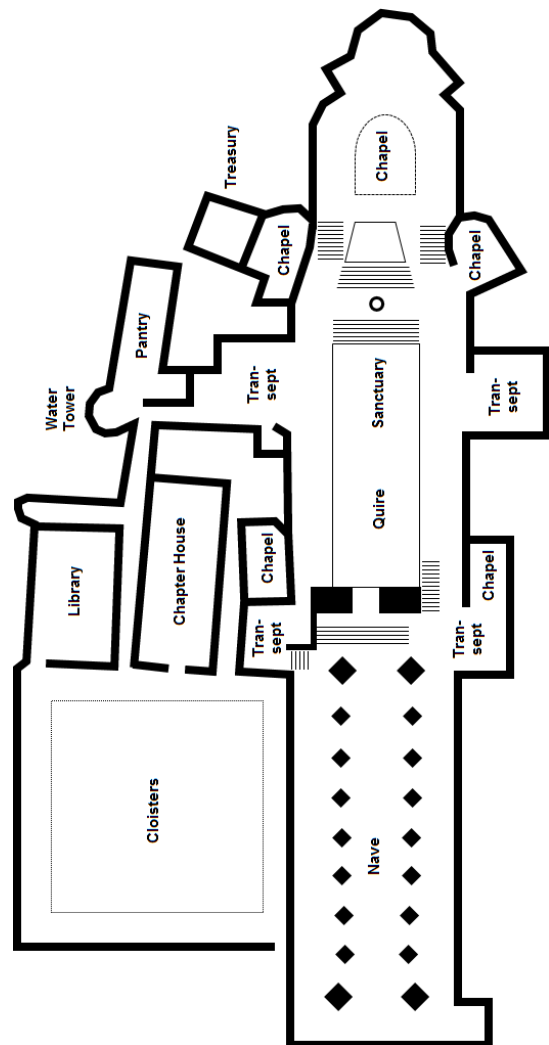 Treasury
Chapel
Chapel
Chapel
Pantry
Water
Tower
Tran-
sept
Sanctuary
Tran-
sept
Quire
Library
Chapter House
Chapel
Chapel
Tran-
sept
Tran-
sept
Cloisters
Nave